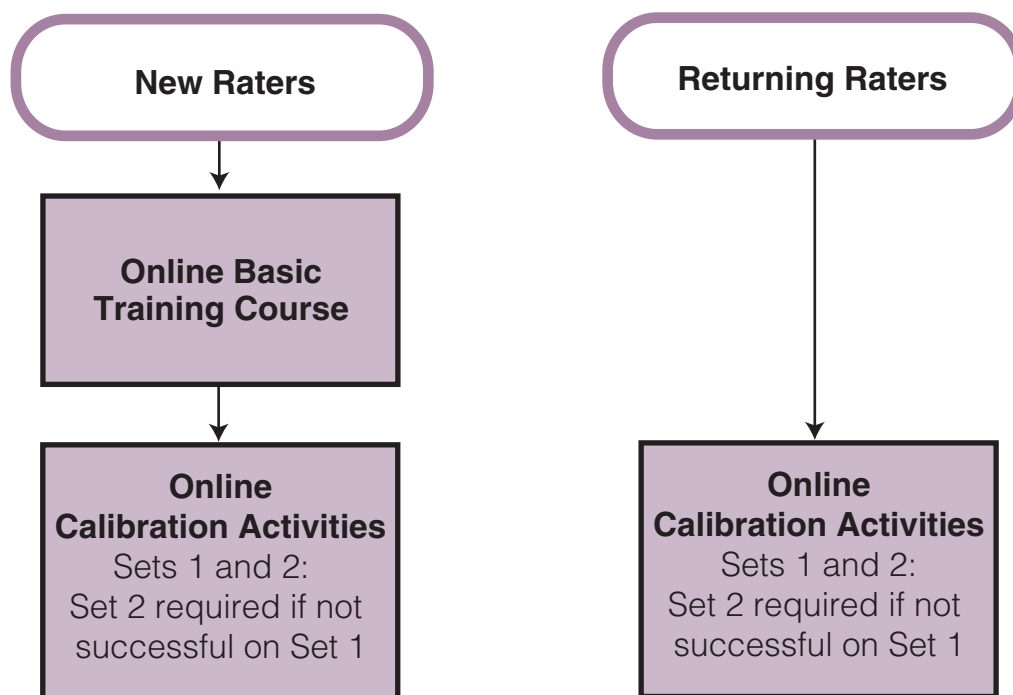 New Raters
Online Basic
Training Course
Online
Calibration Activities
Sets 1 and 2:
Set 2 required if not
successful on Set 1
Returning Raters
Online
Calibration Activities
Sets 1 and 2:
Set 2 required if not
successful on Set 1